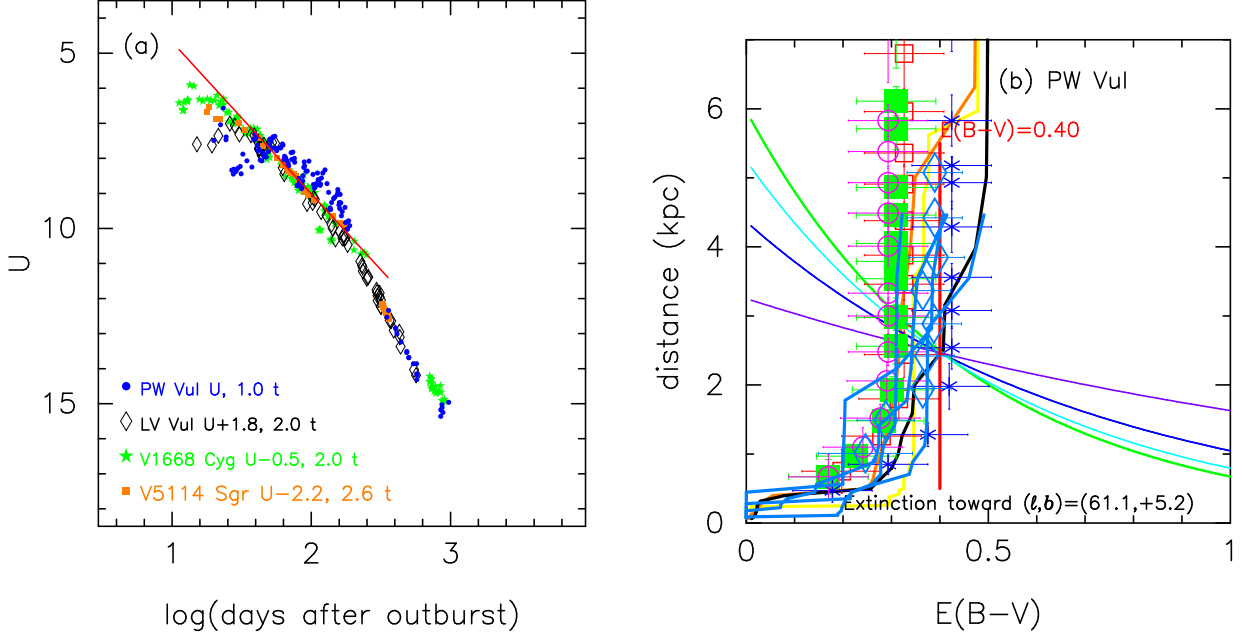 (a)
5
10
15
U
PW Vul U, 1.0 t
LV Vul U+1.8, 2.0 t
V1668 Cyg U−0.5, 2.0 t
V5114 Sgr U−2.2, 2.6 t
1 2 3
log(days after outburst)
(b) PW Vul
E(B−V)=0.40
6
4
2
0
distance (kpc)
Extinction toward (l,b)=(61.1,+5.2)
0 0.5 1
E(B−V)